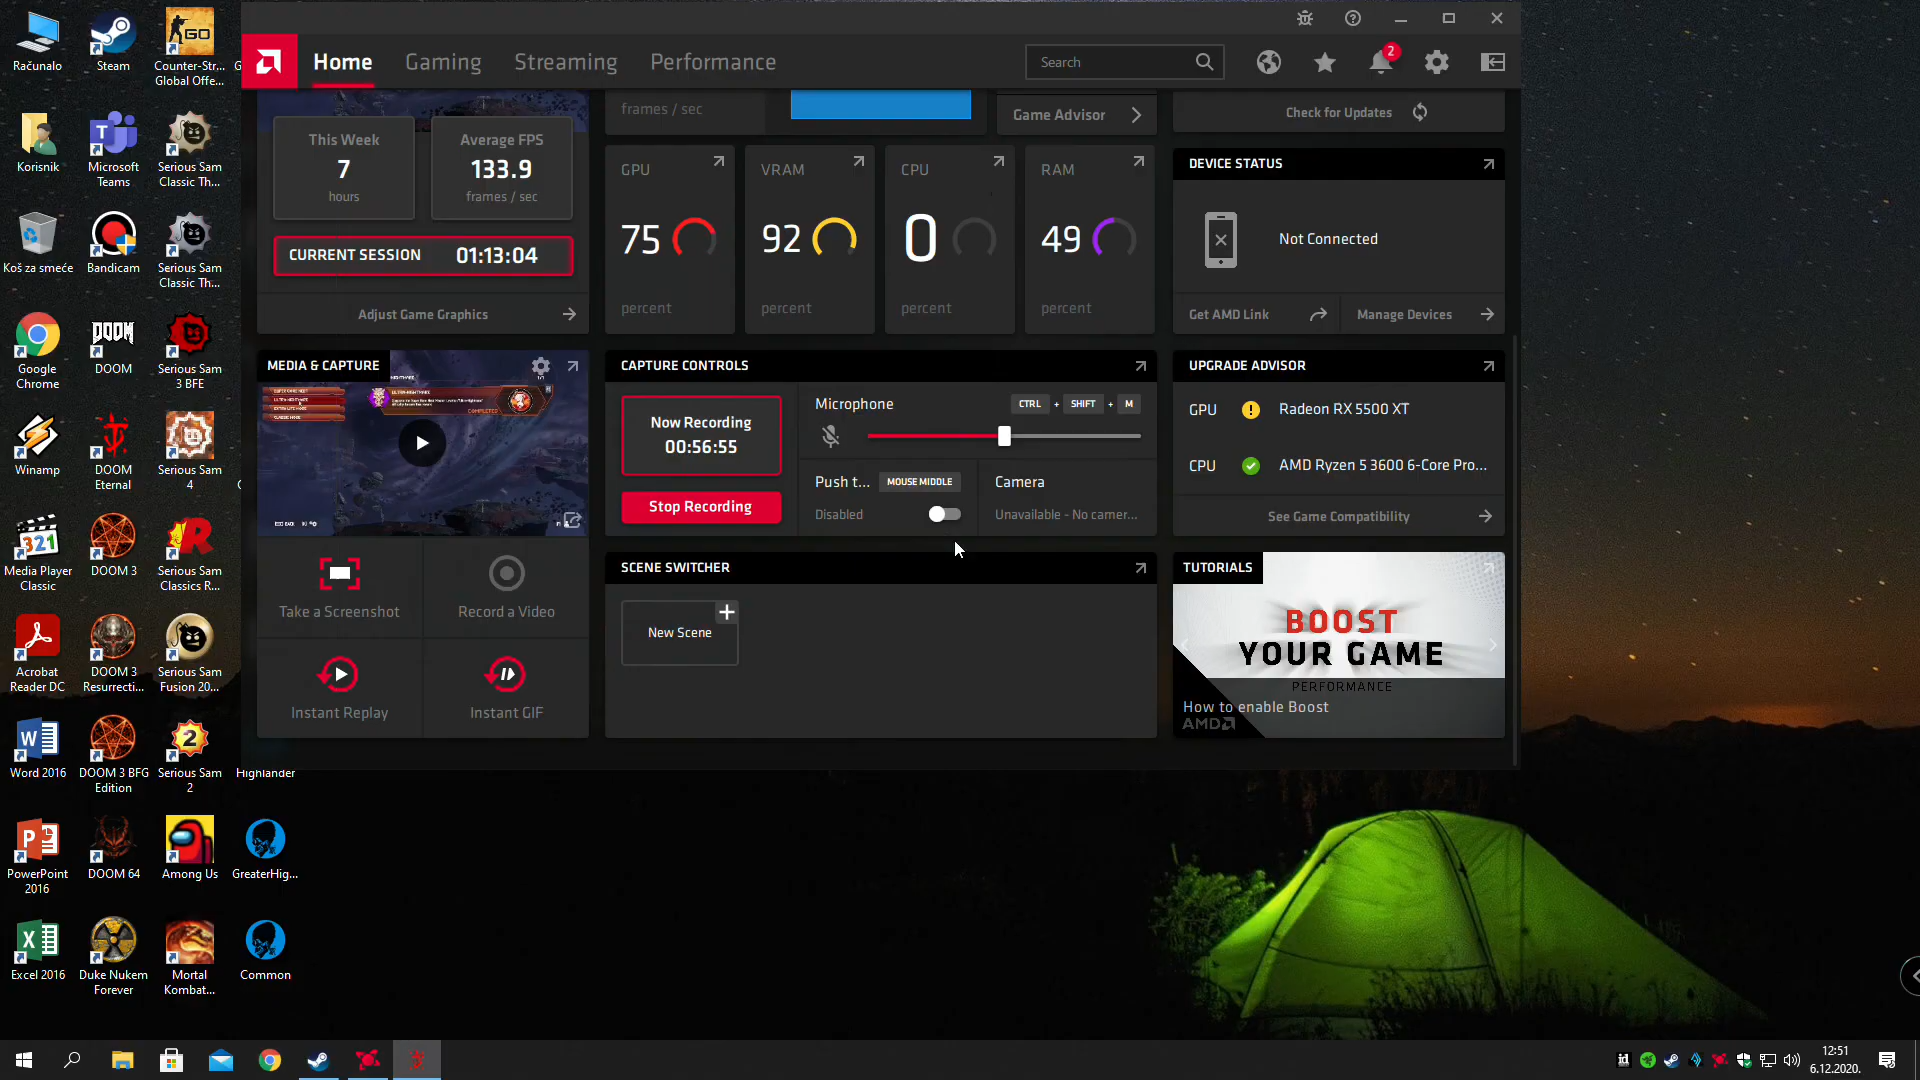 Home
Gaming
Streaming
Performance
Search
2
This Week
7
hours
Average FPS
133.9
frames / sec
CURRENT SESSION 01:13:04
Adjust Game Graphics
frames / sec
Game Advisor
Check for Updates
GPU
75
percent
VRAM
92
percent
CPU
0
percent
RAM
49
percent
DEVICE STATUS
Not Connected
Get AMD Link
Manage Devices
MEDIA & CAPTURE
COMPLETED
Take a Screenshot
Record a Video
Instant Replay
Instant GIF
CAPTURE CONTROLS
Now Recording
00:56:55
Stop Recording
Microphone
CTRL + SHIFT + M
Push t... MOUSE MIDDLE
Disabled
Camera
Unavailable - No camer...
SCENE SWITCHER
New Scene
UPGRADE ADVISOR
GPU Radeon RX 5500 XT
CPU AMD Ryzen 5 3600 6-Core Pro...
See Game Compatibility
TUTORIALS
BOOST
YOUR GAME
PERFORMANCE
How to enable Boost
AMD
Računalo
Steam
GO
Counter-Str...
Global Offe...
Korisnik
Microsoft
Teams
Serious Sam
Classic Th...
Koš za smeće
Bandicam
Serious Sam
Classic Th...
Google
Chrome
DOOM
DOOM
Serious Sam
3 BFE
Winamp
DOOM
Eternal
Serious Sam
4
321
Media Player
Classic
DOOM 3
Serious Sam
Classics R...
Acrobat
Reader DC
DOOM 3
Resurrecti...
Serious Sam
Fusion 20...
Word 2016
DOOM 3 BFG
Edition
2
Serious Sam
2
Highlander
PowerPoint
2016
DOOM 64
Among Us
GreaterHig...
Excel 2016
Duke Nukem
Forever
Mortal
Kombat...
Common
12:51
6.12.2020.